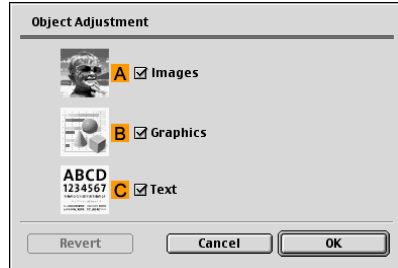 Object Adjustment
A Images
B Graphics
ABCD
1234567
C Text
Revert Cancel OK